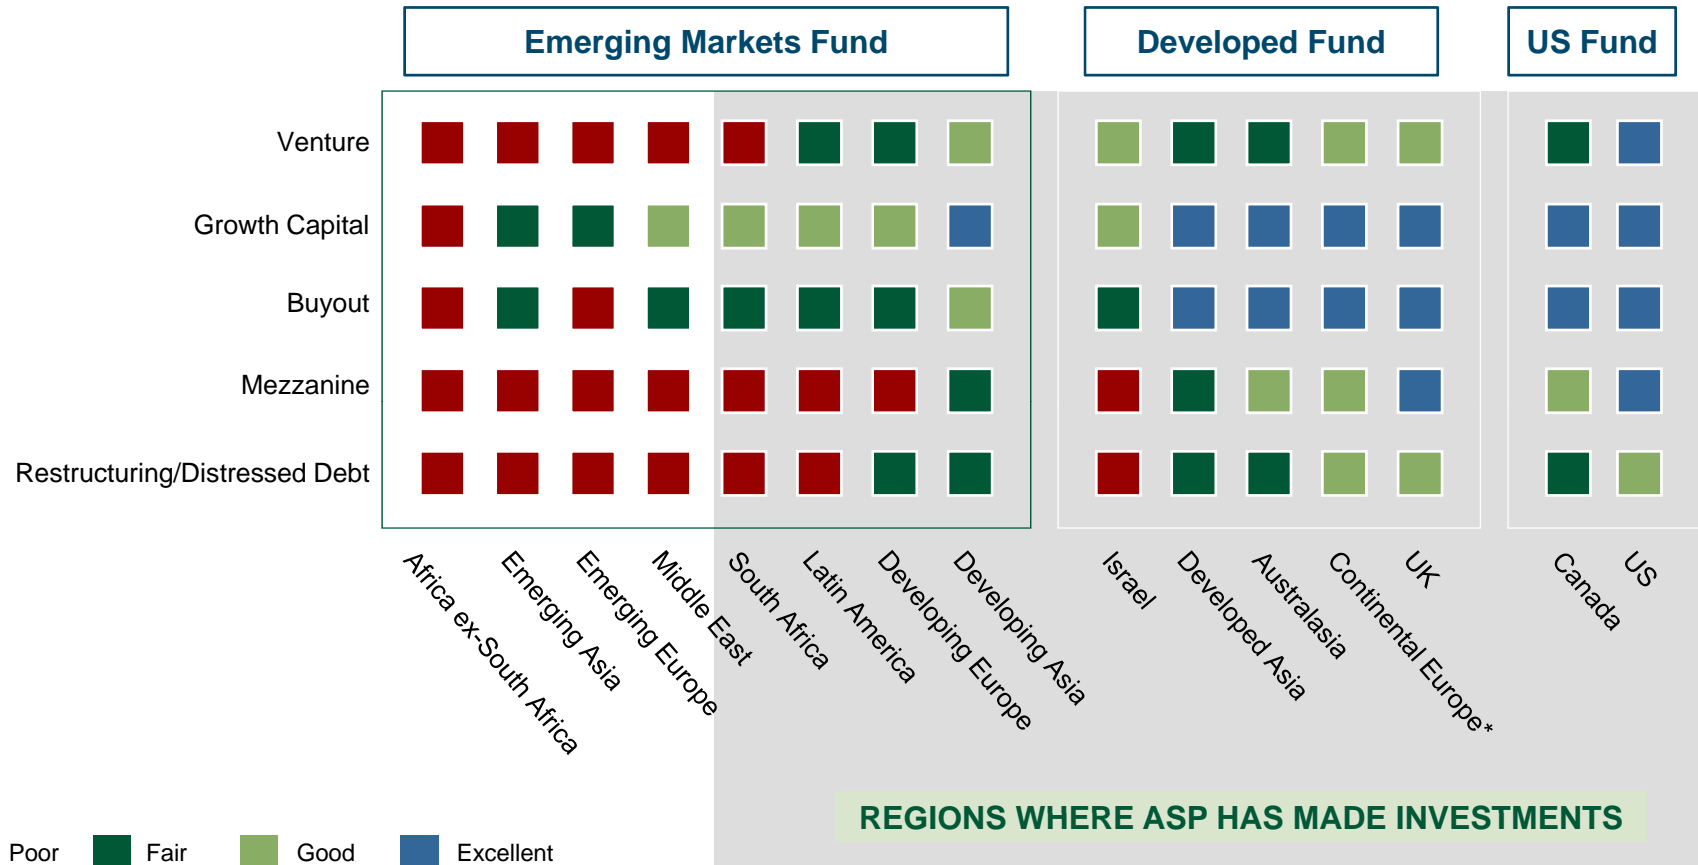 Emerging Markets Fund
Developed Fund
US Fund
Venture
Growth Capital
Buyout
Mezzanine
Restructuring/Distressed Debt
Africa ex-South Africa
Emerging Asia
Emerging Europe
Middle East
South Africa
Latin America
Developing Europe
Developing Asia
Israel
Developed Asia
Australasia
Continental Europe*
UK
Canada
US
REGIONS WHERE ASP HAS MADE INVESTMENTS
Poor Fair Good Excellent